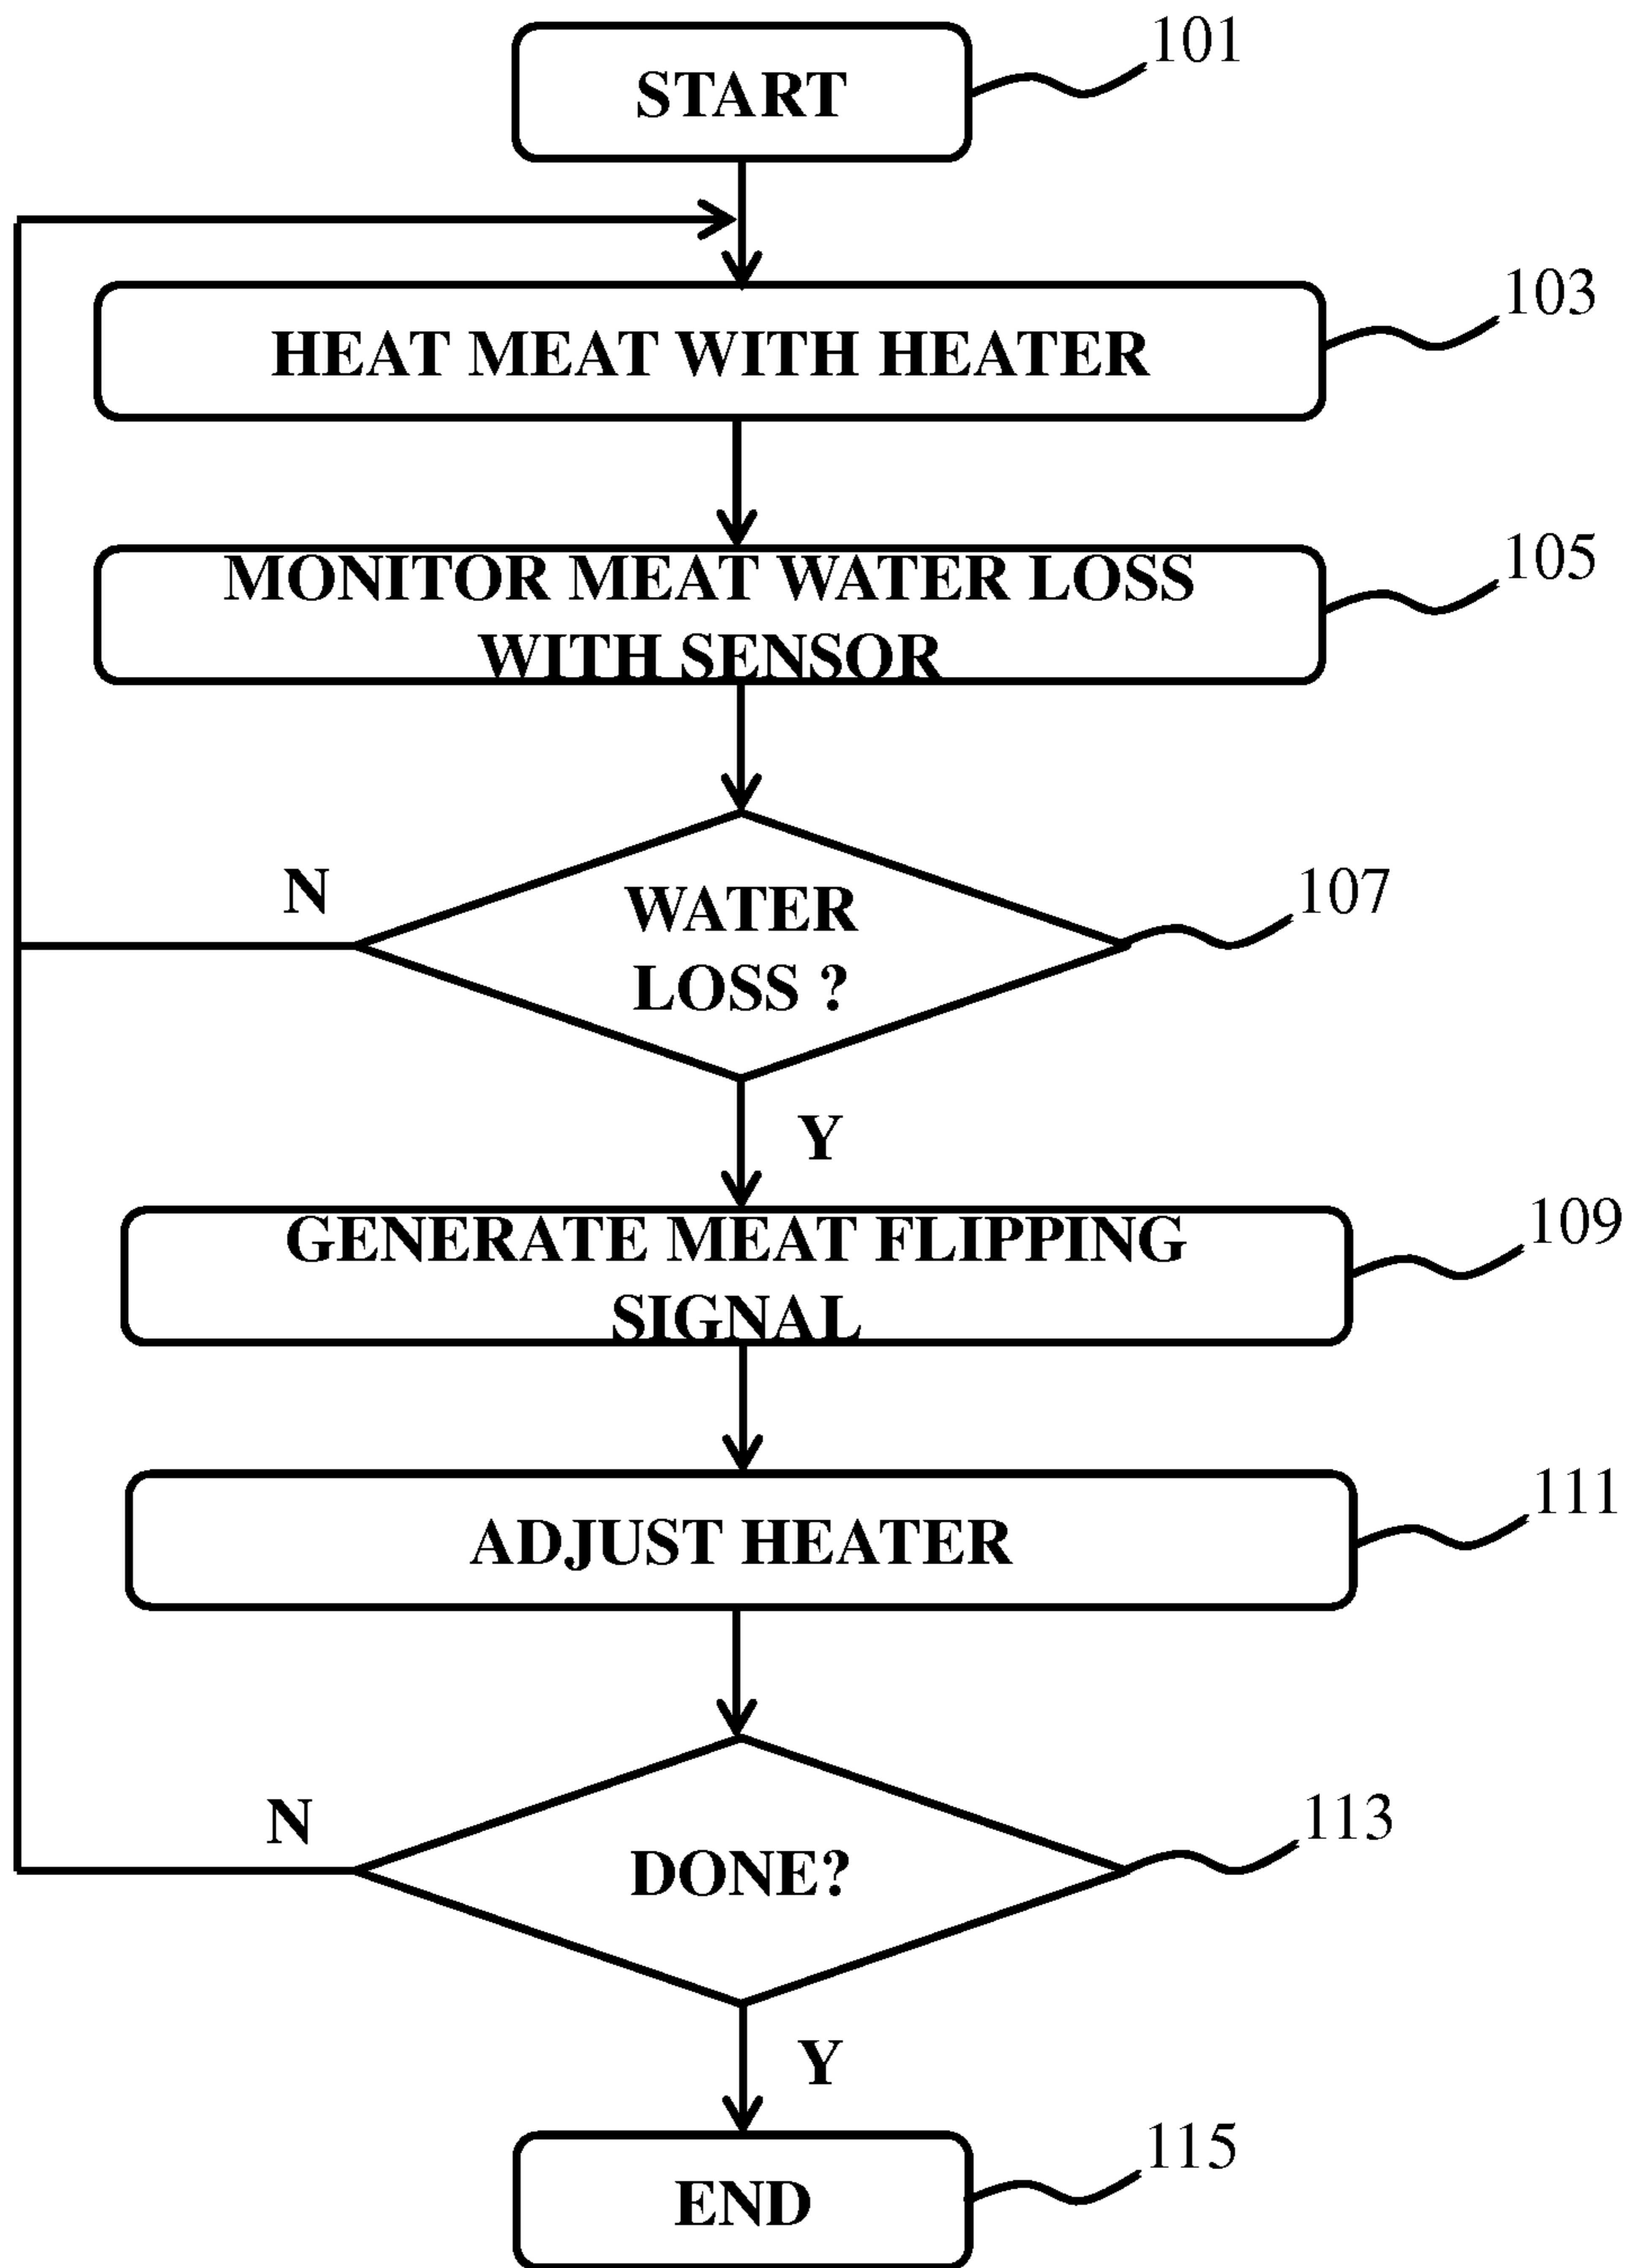 START
101
HEAT MEAT WITH HEATER
103
MONITOR MEAT WATER LOSS
WITH SENSOR
105
N
WATER
LOSS ?
107
Y
GENERATE MEAT FLIPPING
SIGNAL
109
ADJUST HEATER
111
N
DONE?
113
Y
END
115